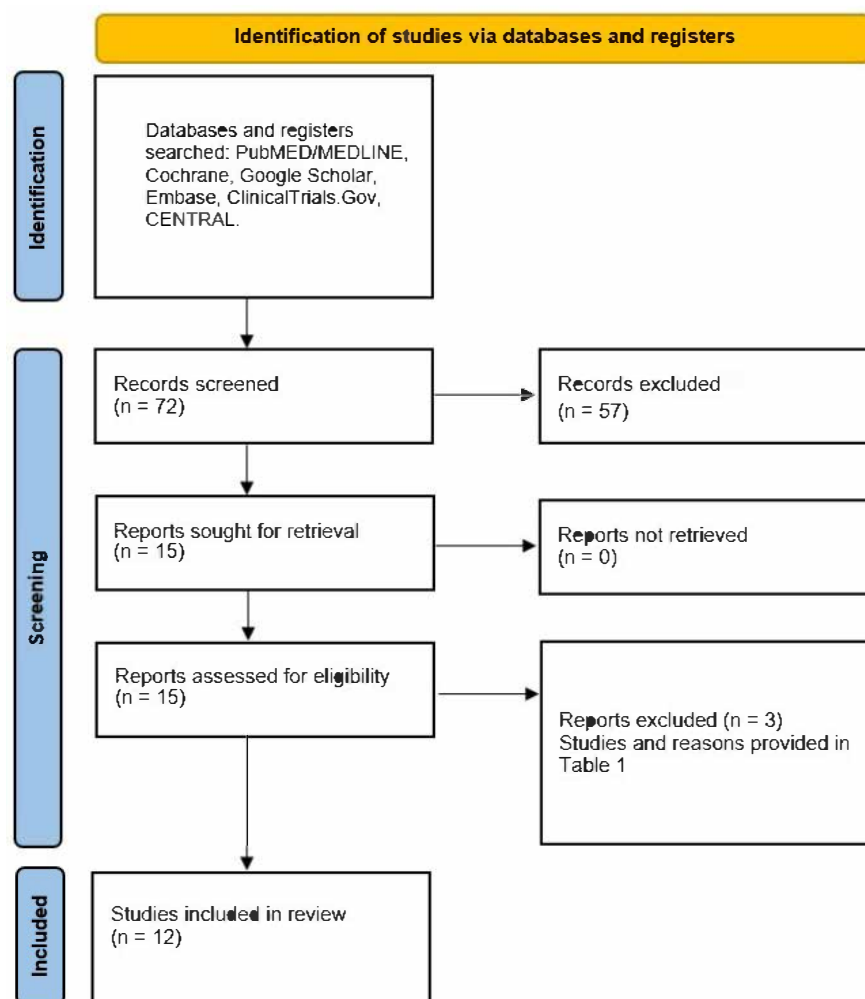 Identification of studies via databases and registers
Identification
Databases and registers
searched: PubMED/MEDLINE,
Cochrane, Google Scholar,
Embase, ClinicalTrials.Gov,
CENTRAL.
Screening
Records screened
(n = 72)
Records excluded
(n = 57)
Reports sought for retrieval
(n = 15)
Reports not retrieved
(n = 0)
Reports assessed for eligibility
(n = 15)
Reports excluded (n = 3)
Studies and reasons provided in
Table 1
Included
Studies included in review
(n = 12)